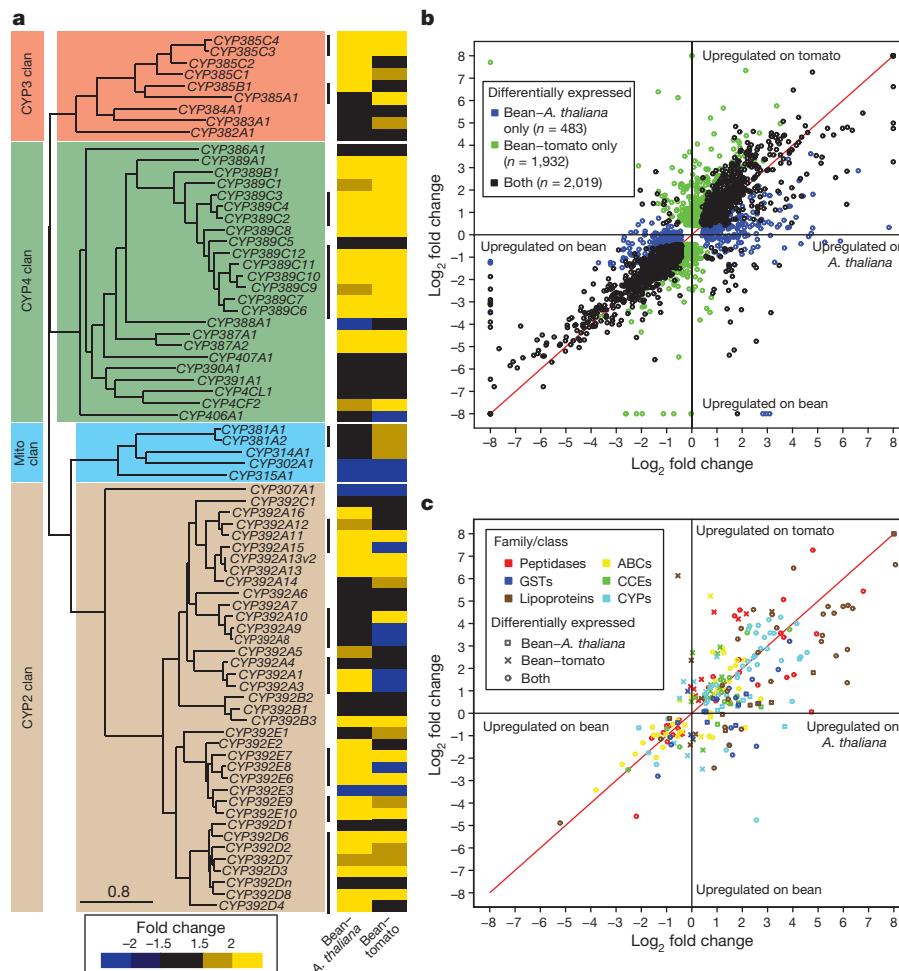 a
CYP3 clan
CYP385C4
CYP385C3
CYP385C2
CYP385C1
CYP385B1
CYP385A1
CYP384A1
CYP383A1
CYP382A1
CYP4 clan
CYP386A1
CYP389A1
CYP389B1
CYP389C1
CYP389C3
CYP389C4
CYP389C2
CYP389C8
CYP389C5
CYP389C12
CYP389C11
CYP389C10
CYP389C9
CYP389C7
CYP389C6
CYP388A1
CYP387A1
CYP387A2
CYP407A1
CYP390A1
CYP391A1
CYP4CL1
CYP4CF2
CYP406A1
Mito
clan
CYP381A1
CYP381A2
CYP314A1
CYP302A1
CYP315A1
CYP2 clan
CYP307A1
CYP392C1
CYP392A16
CYP392A12
CYP392A11
CYP392A15
CYP392A13v2
CYP392A13
CYP392A14
CYP392A6
CYP392A7
CYP392A10
CYP392A9
CYP392A8
CYP392A5
CYP392A4
CYP392A1
CYP392A3
CYP392B2
CYP392B1
CYP392B3
CYP392E1
CYP392E2
CYP392E7
CYP392E8
CYP392E6
CYP392E3
CYP392E9
CYP392E10
CYP392D1
CYP392D6
CYP392D2
CYP392D7
CYP392D3
CYP392Dn
CYP392D8
CYP392D4
0.8
Bean–
A. thaliana
Bean–
tomato
Fold change
−2 −1.5 1.5 2
b
Upregulated on tomato
Differentially expressed
Bean–A. thaliana
only (n = 483)
Bean–tomato only
(n = 1,932)
Both (n = 2,019)
Upregulated on bean
Upregulated on
A. thaliana
Upregulated on bean
Log2 fold change
8
7
6
5
4
3
2
1
0
−1
−2
−3
−4
−5
−6
−7
−8
−8 −7 −6 −5 −4 −3 −2 −1 0 1 2 3 4 5 6 7 8
Log2 fold change
c
Upregulated on tomato
Family/class
Peptidases ABCs
GSTs CCEs
Lipoproteins CYPs
Differentially expressed
Bean–A. thaliana
Bean–tomato
Both
Upregulated on bean
Upregulated on
A. thaliana
Upregulated on bean
Log2 fold change
8
7
6
5
4
3
2
1
0
−1
−2
−3
−4
−5
−6
−7
−8
−8 −7 −6 −5 −4 −3 −2 −1 0 1 2 3 4 5 6 7 8
Log2 fold change